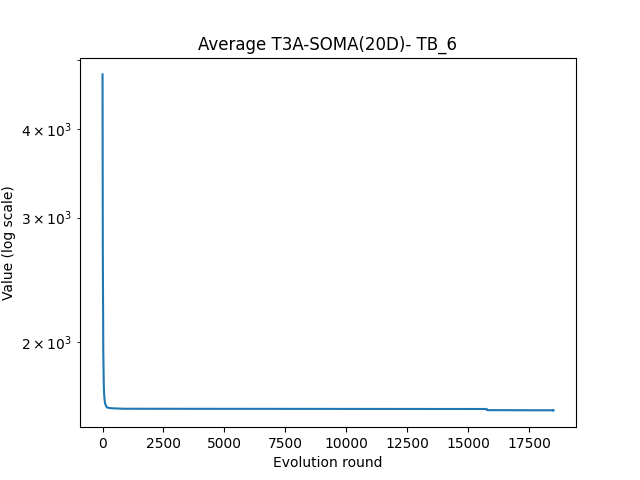 Average T3A-SOMA(20D)- TB_6
Value (log scale)
4 × 10³
3 × 10³
2 × 10³
0 2500 5000 7500 10000 12500 15000 17500
Evolution round